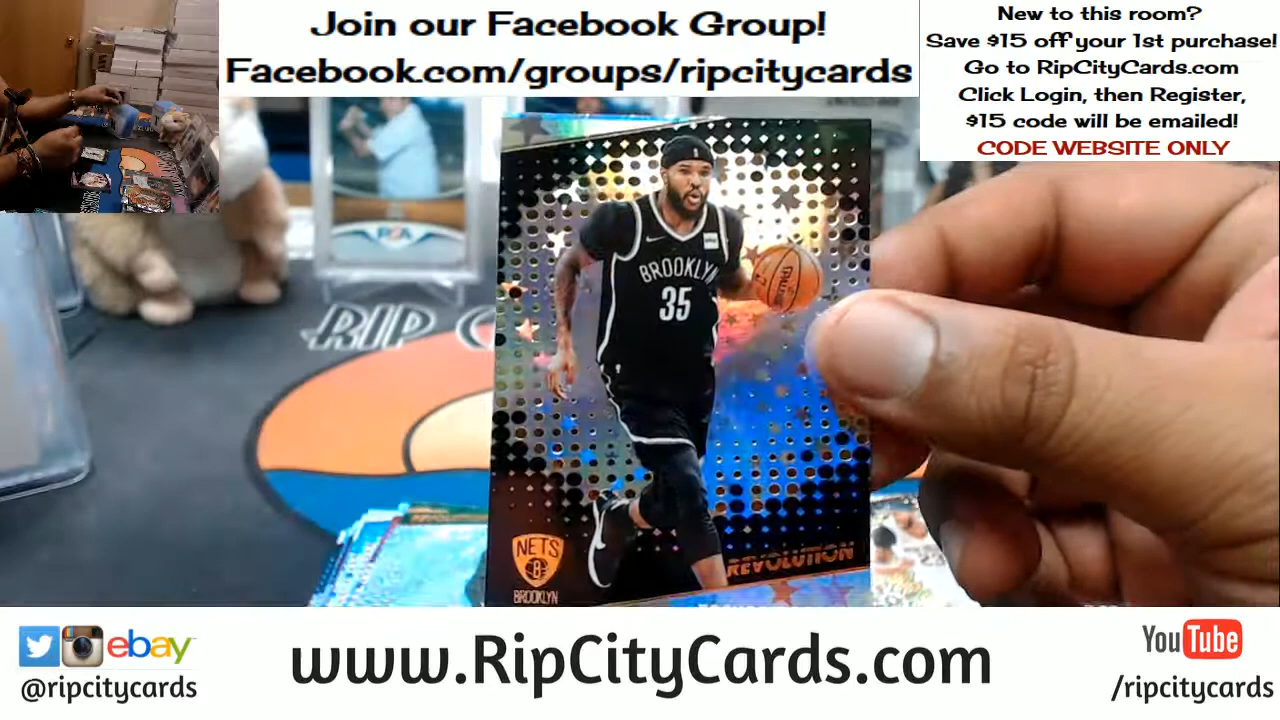 Join our Facebook Group!
Facebook.com/groups/ripcitycards
New to this room?
Save $15 off your 1st purchase!
Go to RipCityCards.com
Click Login, then Register,
$15 code will be emailed!
CODE WEBSITE ONLY
RIP C
BROOKLYN
35
SPALDING
NETS
B
BROOKLYN
REVOLUTION
ebay
@ripcitycards
www.RipCityCards.com
YouTube
/ripcitycards